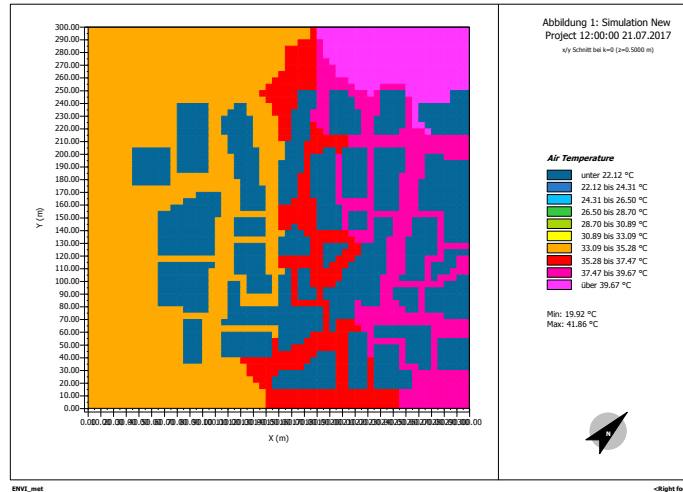 Abbildung 1: Simulation New
Project 12:00:00 21.07.2017
x/y Schnitt bei k=0 (z=0.5000 m)
300.00
290.00
280.00
270.00
260.00
250.00
240.00
230.00
220.00
210.00
200.00
190.00
180.00
170.00
160.00
150.00
140.00
130.00
120.00
110.00
100.00
90.00
80.00
70.00
60.00
50.00
40.00
30.00
20.00
10.00
0.00
Y (m)
X (m)
Air Temperature
unter 22.12 °C
22.12 bis 24.31 °C
24.31 bis 26.50 °C
26.50 bis 28.70 °C
28.70 bis 30.89 °C
30.89 bis 33.09 °C
33.09 bis 35.28 °C
35.28 bis 37.47 °C
37.47 bis 39.67 °C
über 39.67 °C
Min: 19.92 °C
Max: 41.86 °C
N
ENVI_met
<Right foo